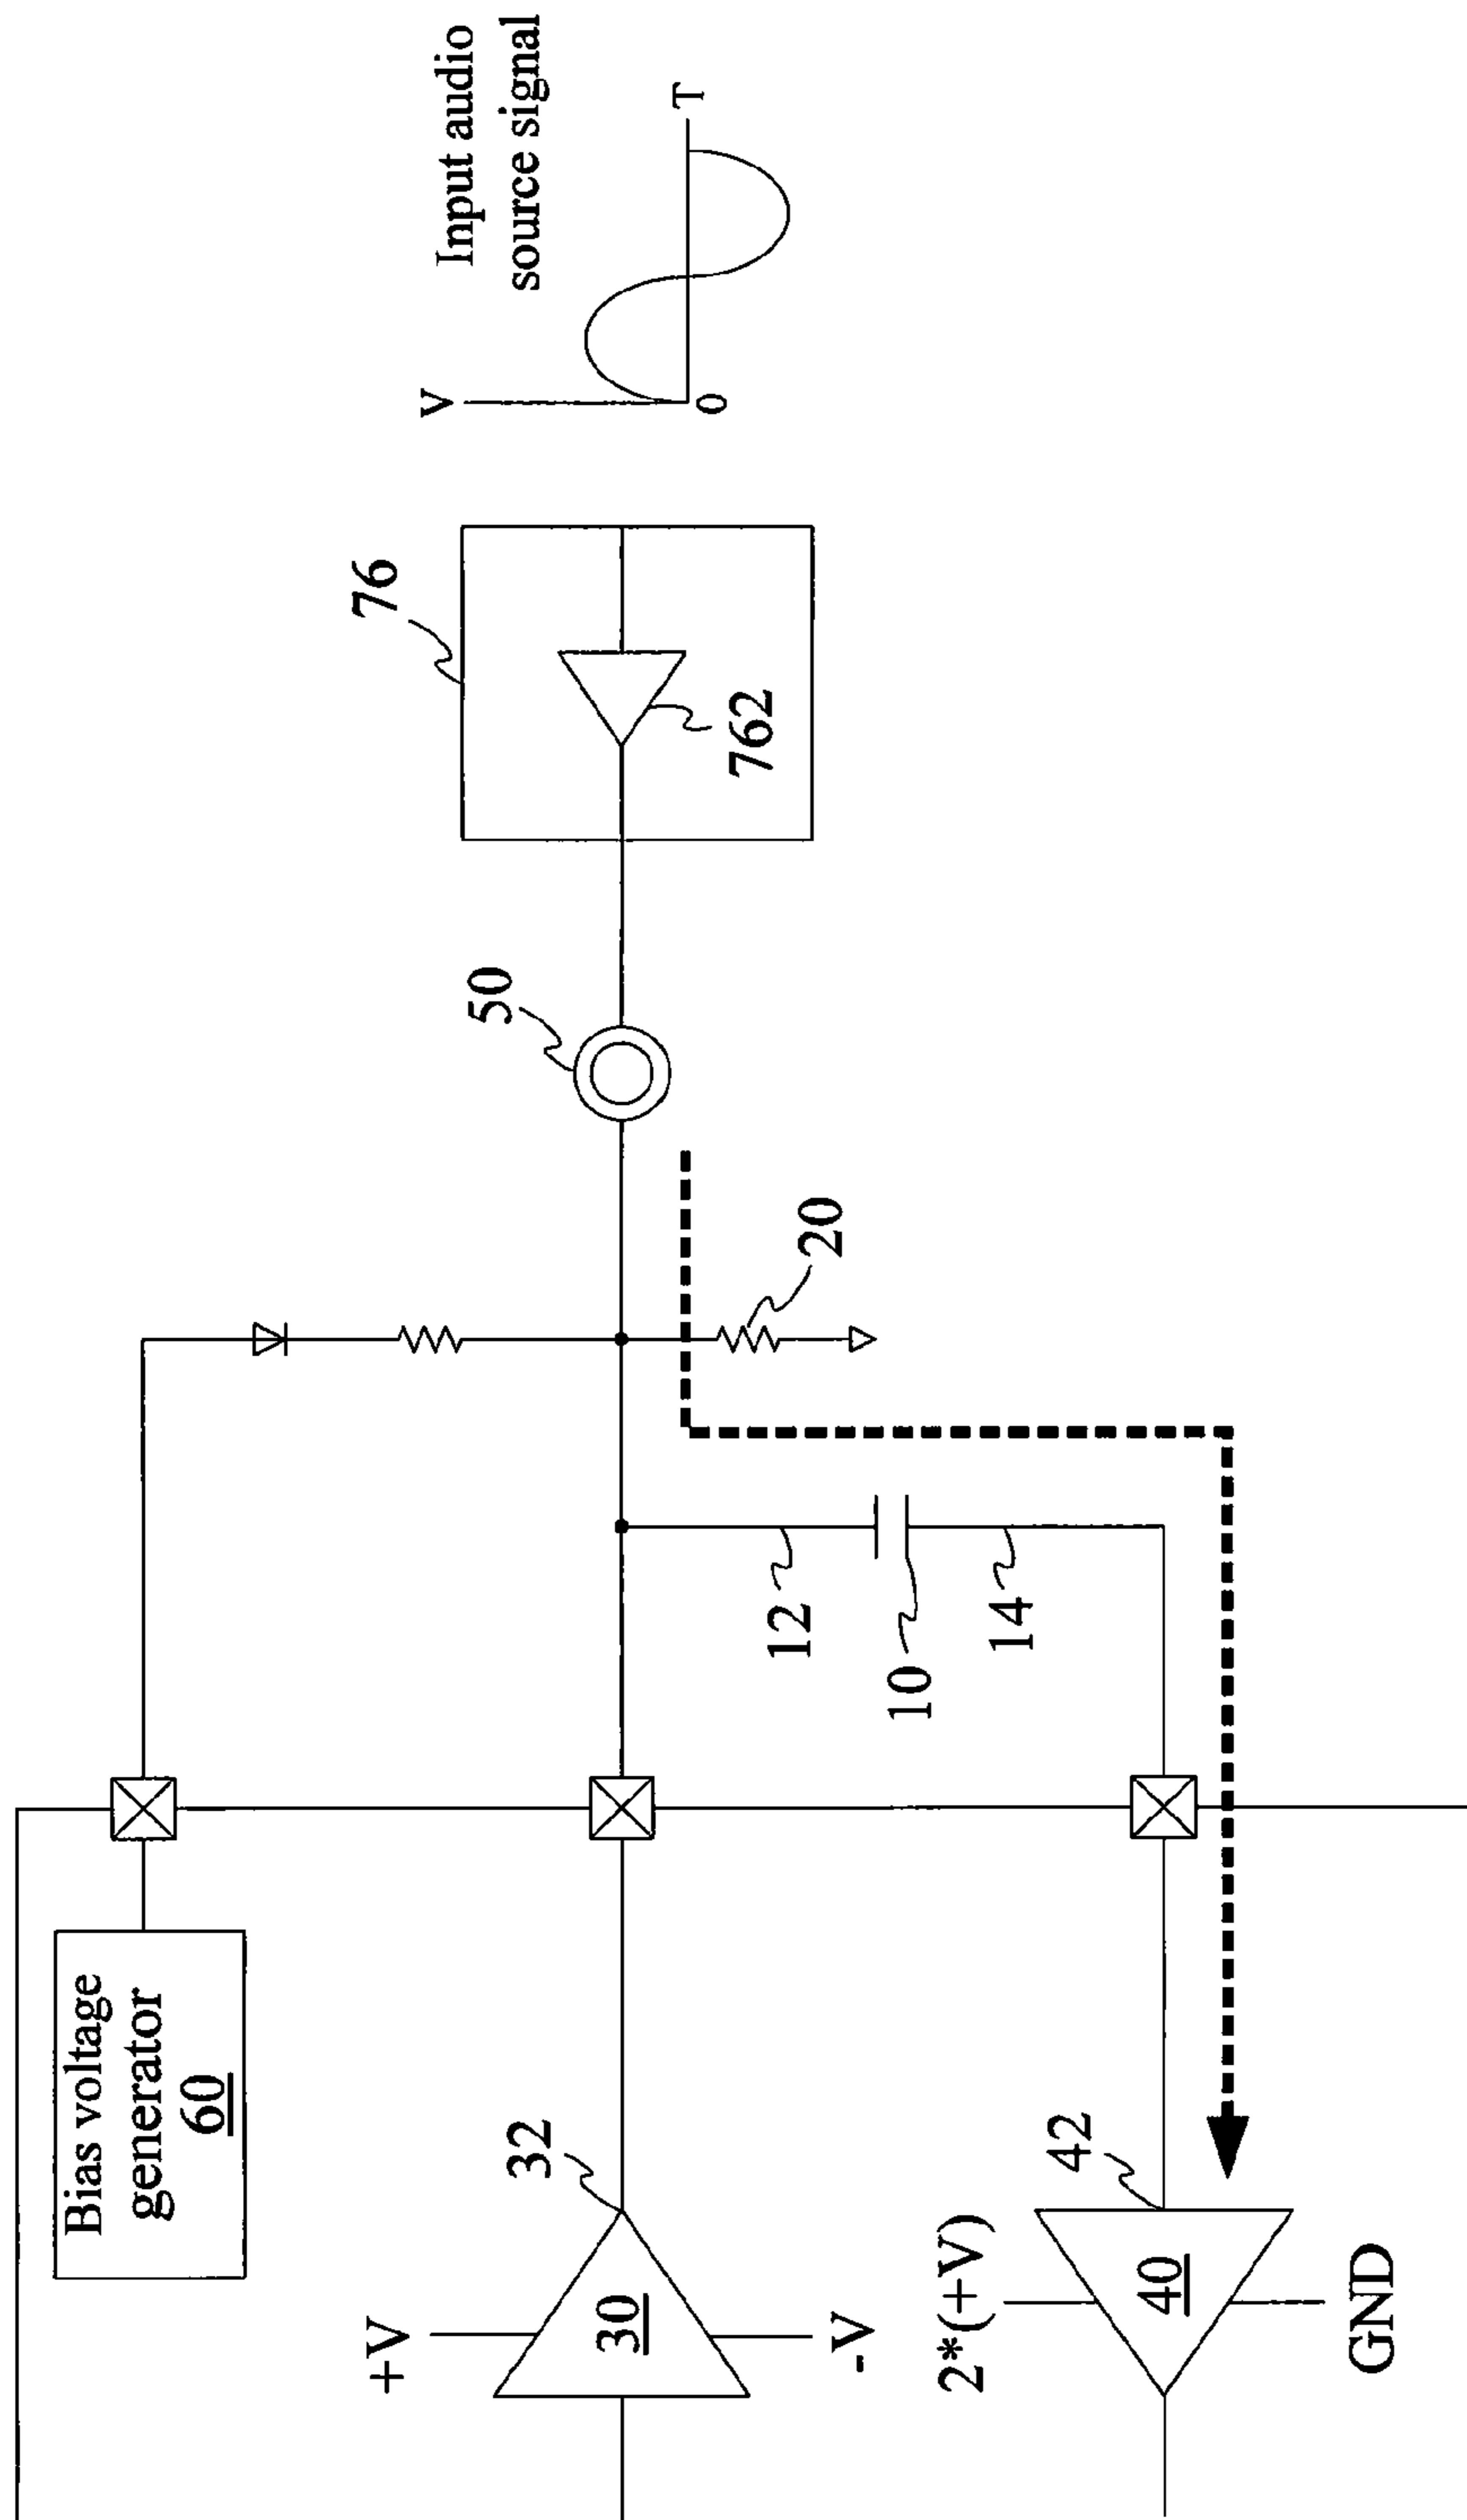 Bias voltage
generator
60
+V
30
-V
32
2*(+V)
40
GND
42
12
10
14
20
50
76
762
V
0
T
Input audio
source signal